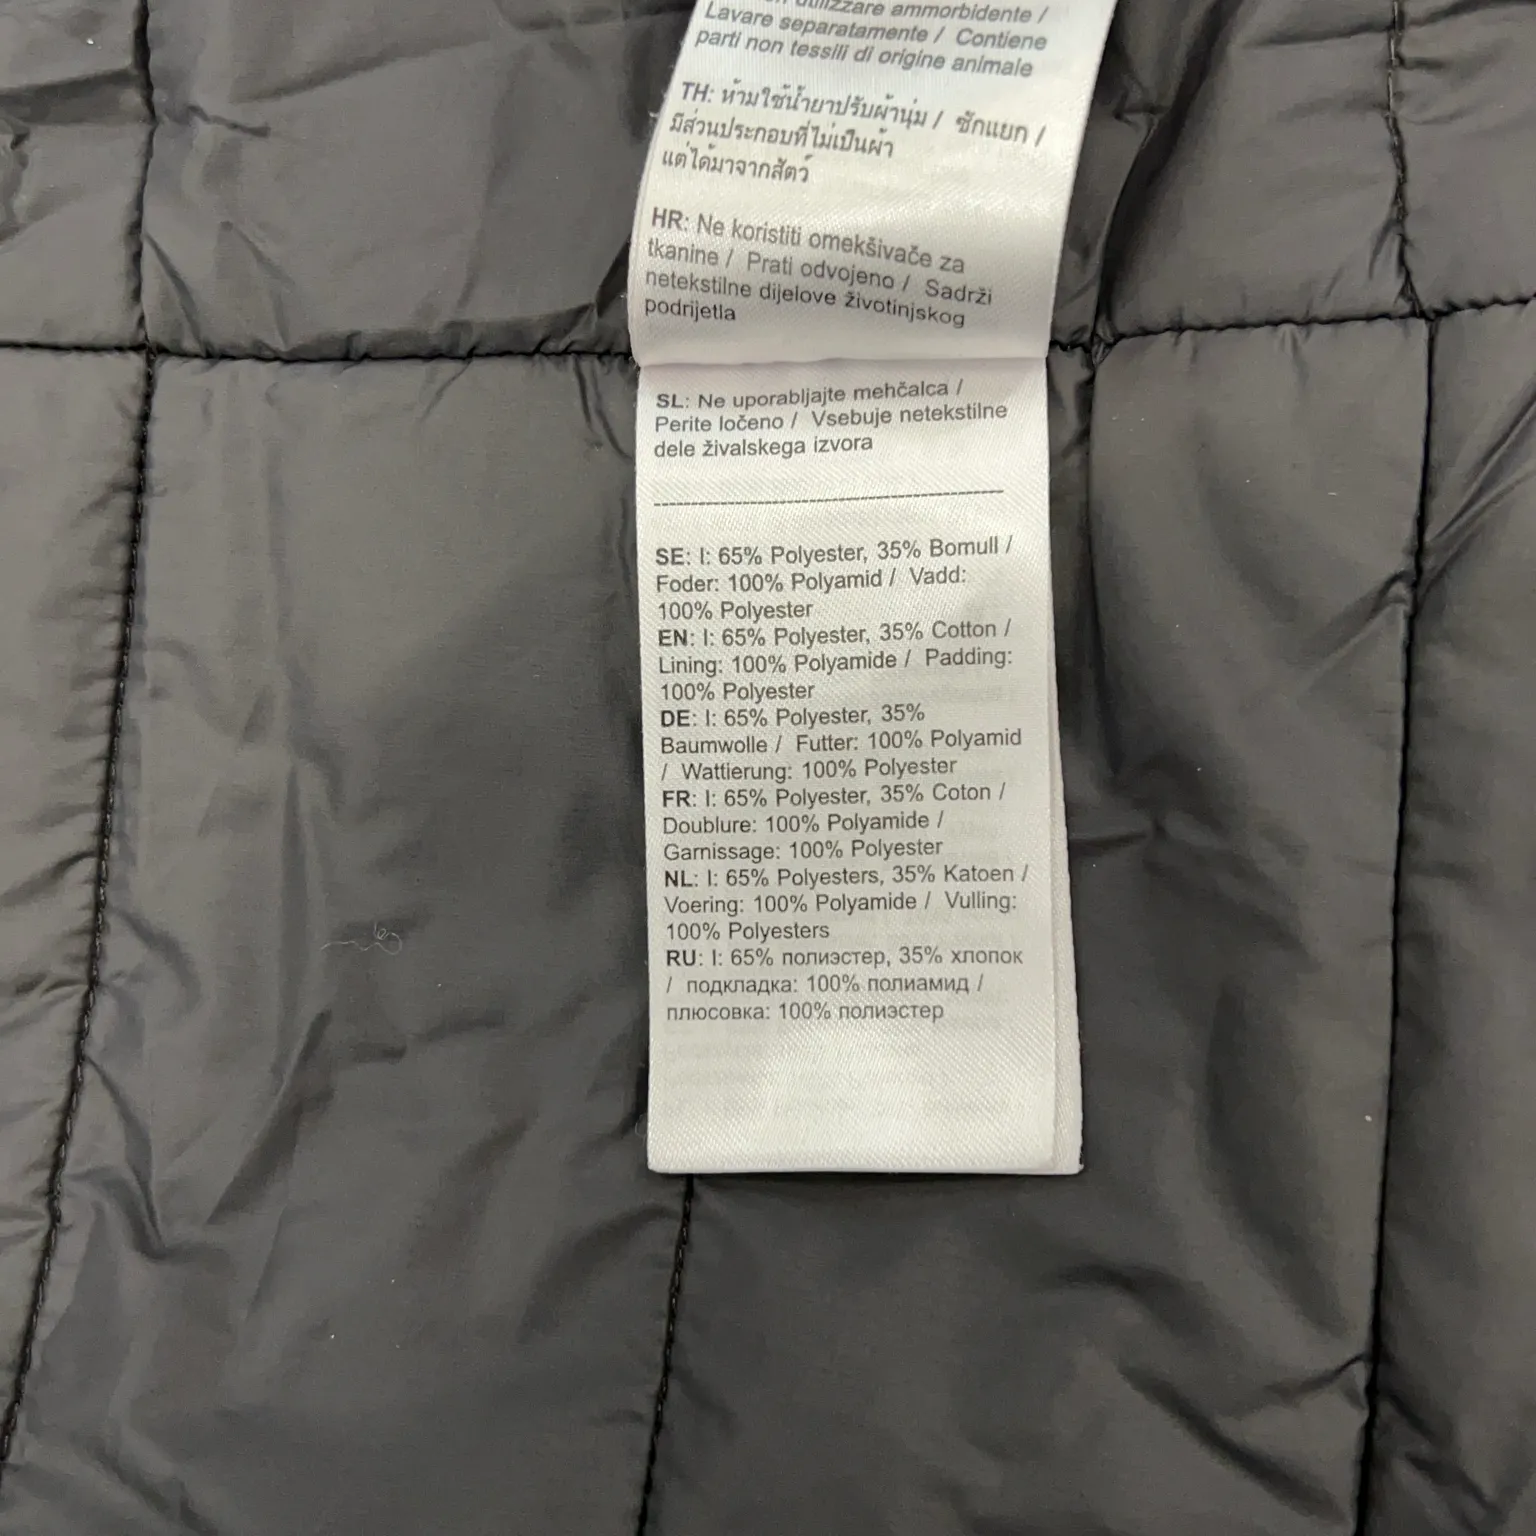 utilizzare ammorbidente /
Lavare separatamente / Contiene
parti non tessili di origine animale
TH: ห้ามใช้น้ำยาปรับผ้านุ่ม / ซักแยก /
มีส่วนประกอบที่ไม่เป็นผ้า
แต่ได้มาจากสัตว์
HR: Ne koristiti omekšivače za
tkanine / Prati odvojeno / Sadrži
netekstilne dijelove životinjskog
podrijetla
SL: Ne uporabljajte mehčalca /
Perite ločeno / Vsebuje netekstilne
dele živalskega izvora
SE: I: 65% Polyester, 35% Bomull /
Foder: 100% Polyamid / Vadd:
100% Polyester
EN: I: 65% Polyester, 35% Cotton /
Lining: 100% Polyamide / Padding:
100% Polyester
DE: I: 65% Polyester, 35%
Baumwolle / Futter: 100% Polyamid
/ Wattierung: 100% Polyester
FR: I: 65% Polyester, 35% Coton /
Doublure: 100% Polyamide /
Garnissage: 100% Polyester
NL: I: 65% Polyesters, 35% Katoen /
Voering: 100% Polyamide / Vulling:
100% Polyesters
RU: I: 65% полиэстер, 35% хлопок
/ подкладка: 100% полиамид /
плюсовка: 100% полиэстер